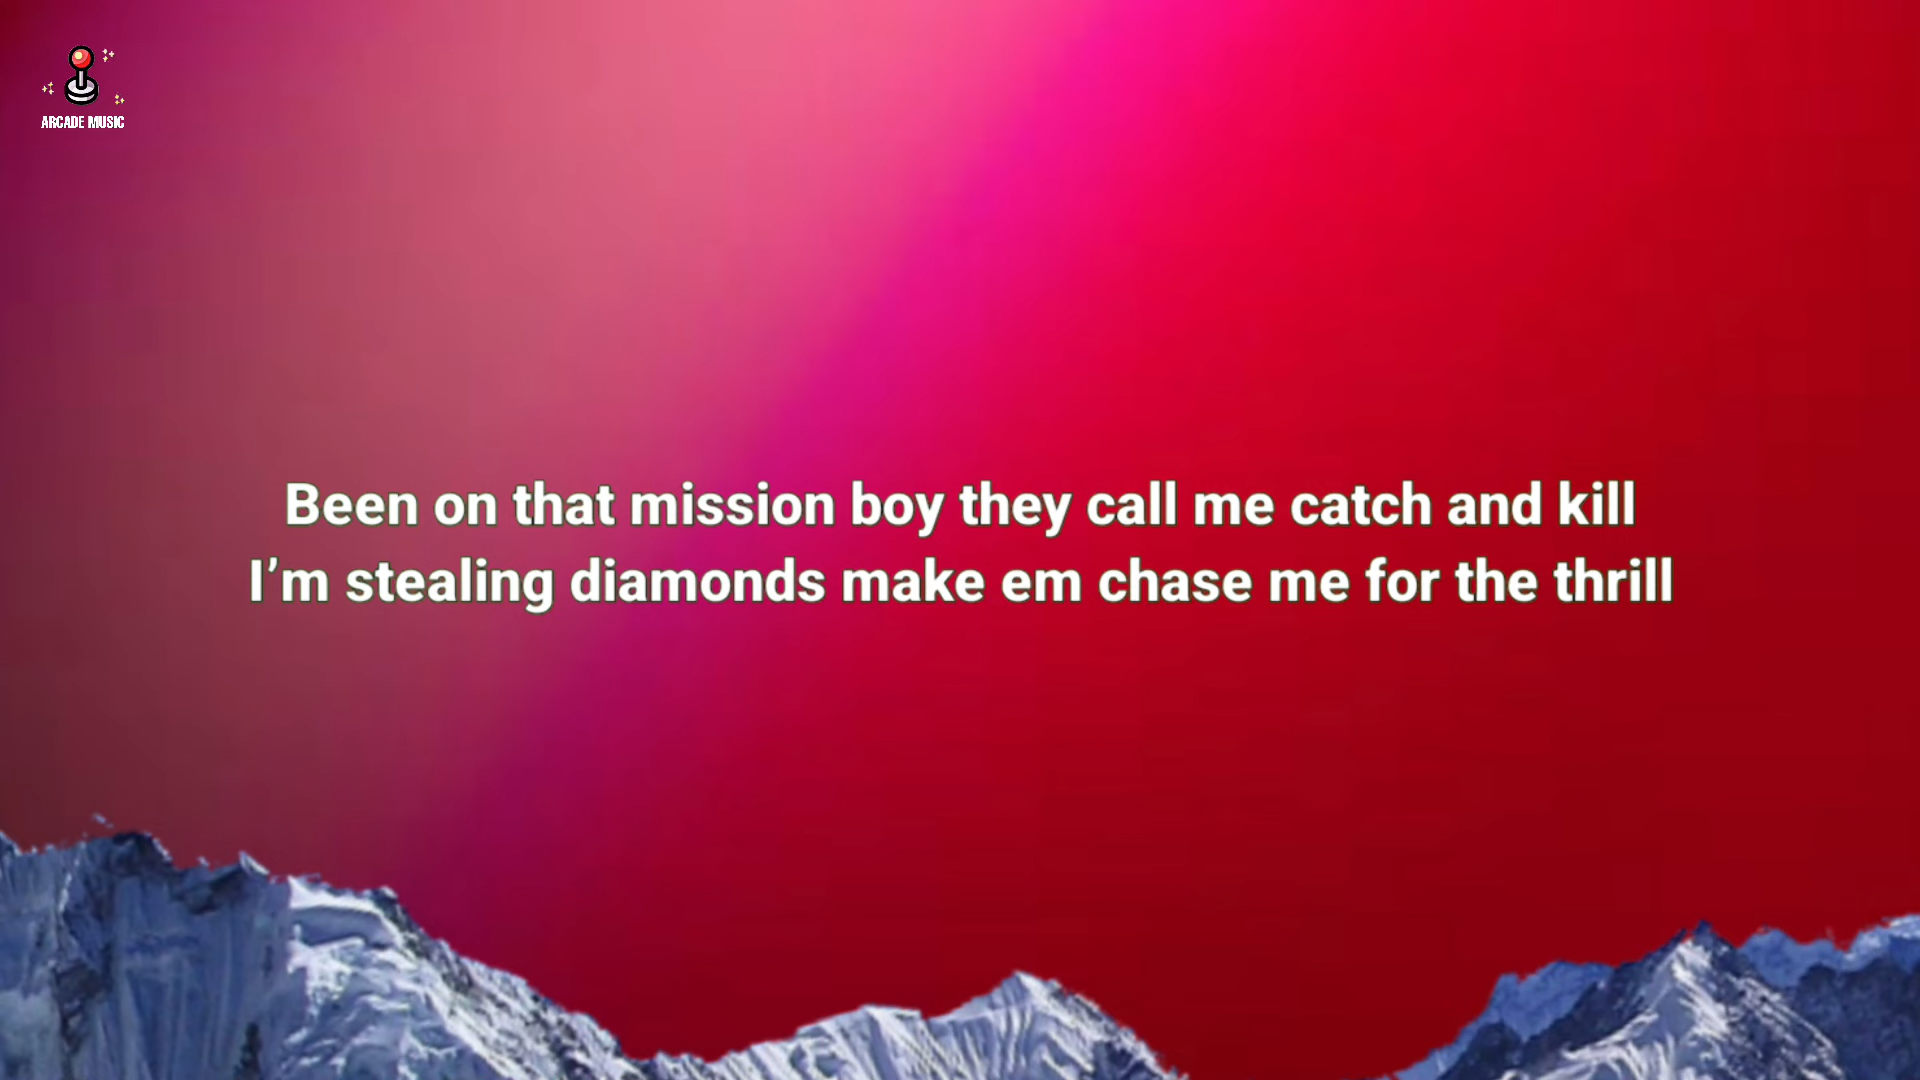 ARCADE MUSIC
Been on that mission boy they call me catch and kill
I’m stealing diamonds make em chase me for the thrill